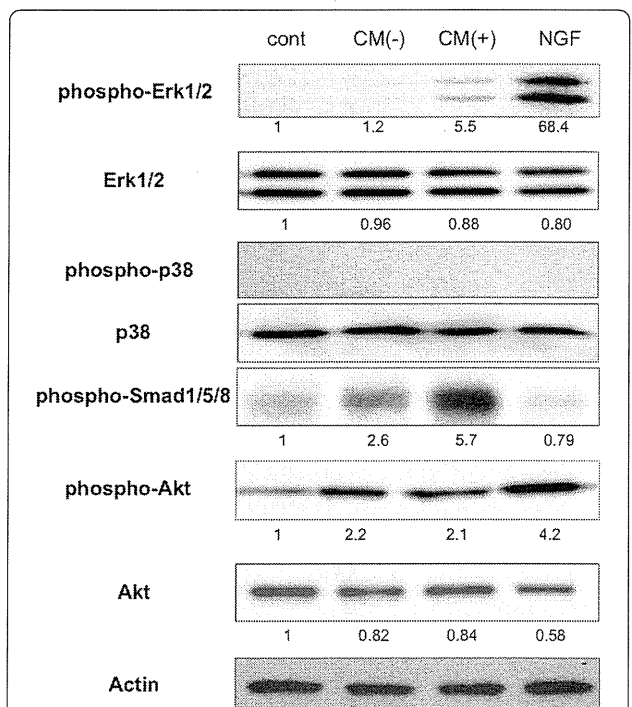 cont CM(-) CM(+) NGF
phospho-Erk1/2
1 1.2 5.5 68.4
Erk1/2
1 0.96 0.88 0.80
phospho-p38
p38
phospho-Smad1/5/8
1 2.6 5.7 0.79
phospho-Akt
1 2.2 2.1 4.2
Akt
1 0.82 0.84 0.58
Actin